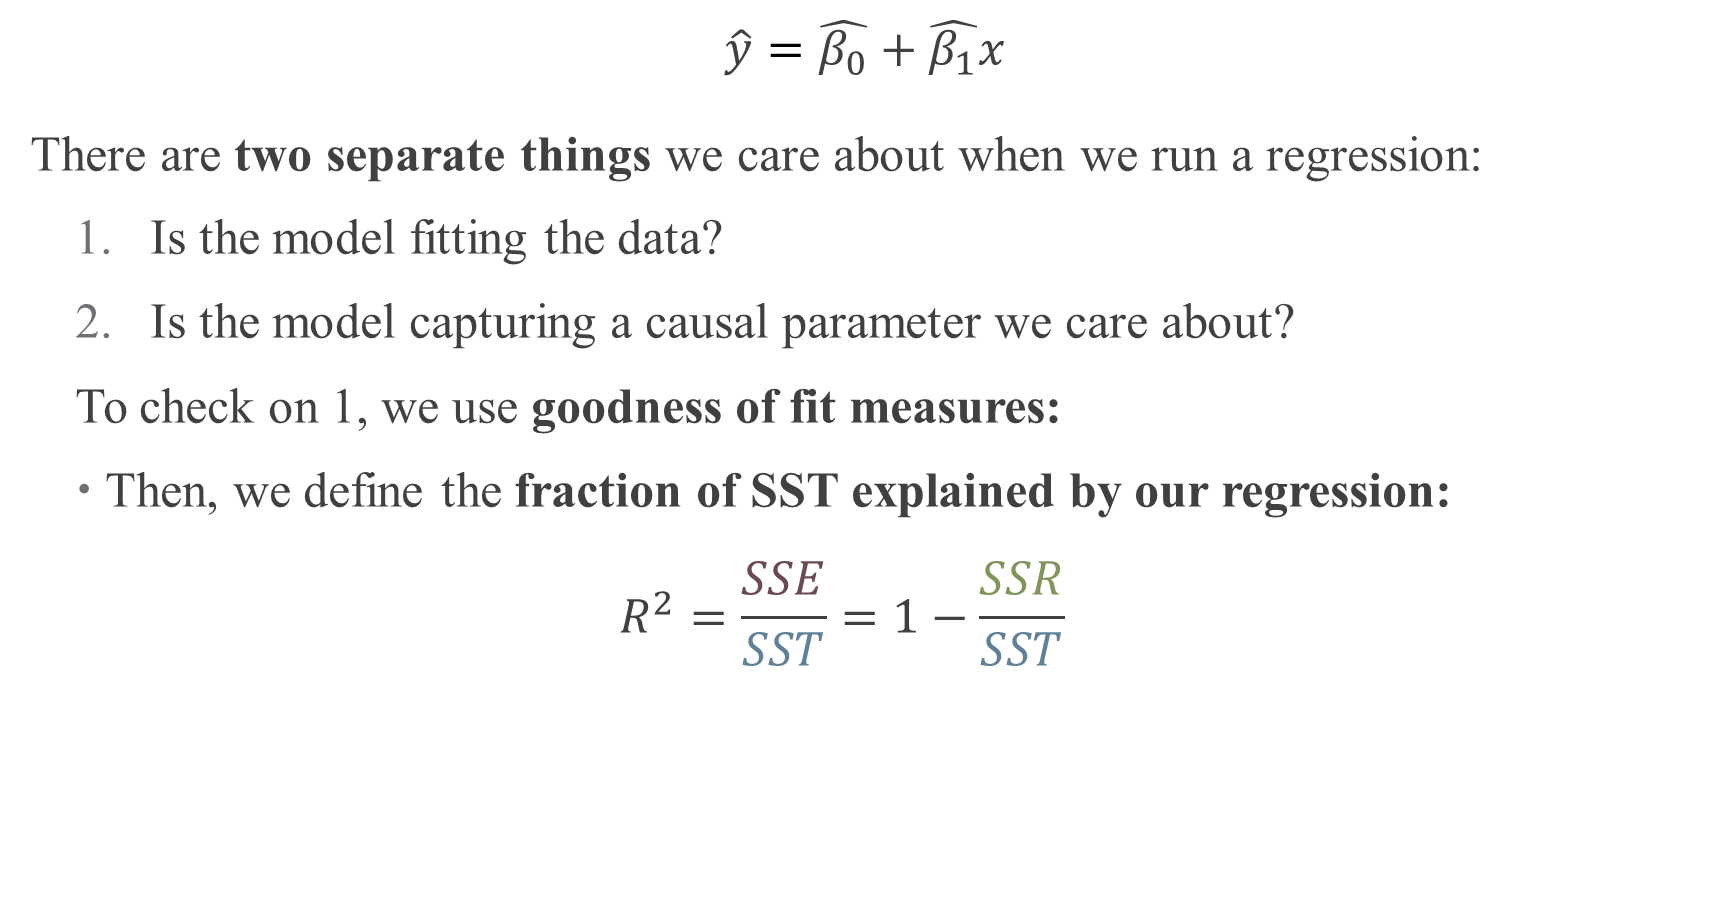 ŷ = β̂₀ + β̂₁x
There are two separate things we care about when we run a regression:
1. Is the model fitting the data?
2. Is the model capturing a causal parameter we care about?
To check on 1, we use goodness of fit measures:
• Then, we define the fraction of SST explained by our regression:
R² = SSE/SST = 1 − SSR/SST